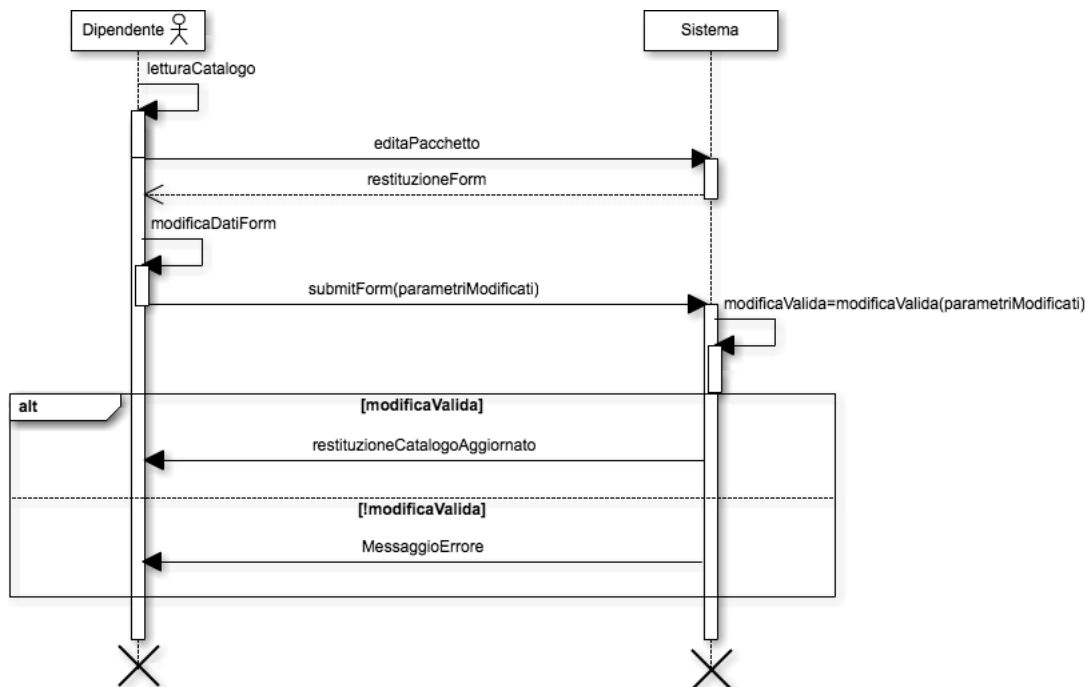 Dipendente
Sistema
letturaCatalogo
editaPacchetto
restituzioneForm
modificaDatiForm
submitForm(parametriModificati)
modificaValida=modificaValida(parametriModificati)
alt
[modificaValida]
restituzioneCatalogoAggiornato
[!modificaValida]
MessaggioErrore